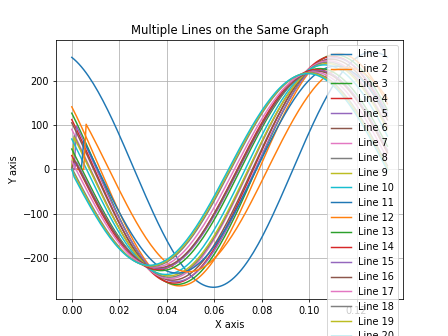 Multiple Lines on the Same Graph
Y axis
200
100
0
−100
−200
0.00
0.02
0.04
0.06
0.08
0.10
X axis
Line 1
Line 2
Line 3
Line 4
Line 5
Line 6
Line 7
Line 8
Line 9
Line 10
Line 11
Line 12
Line 13
Line 14
Line 15
Line 16
Line 17
Line 18
Line 19
Line 20